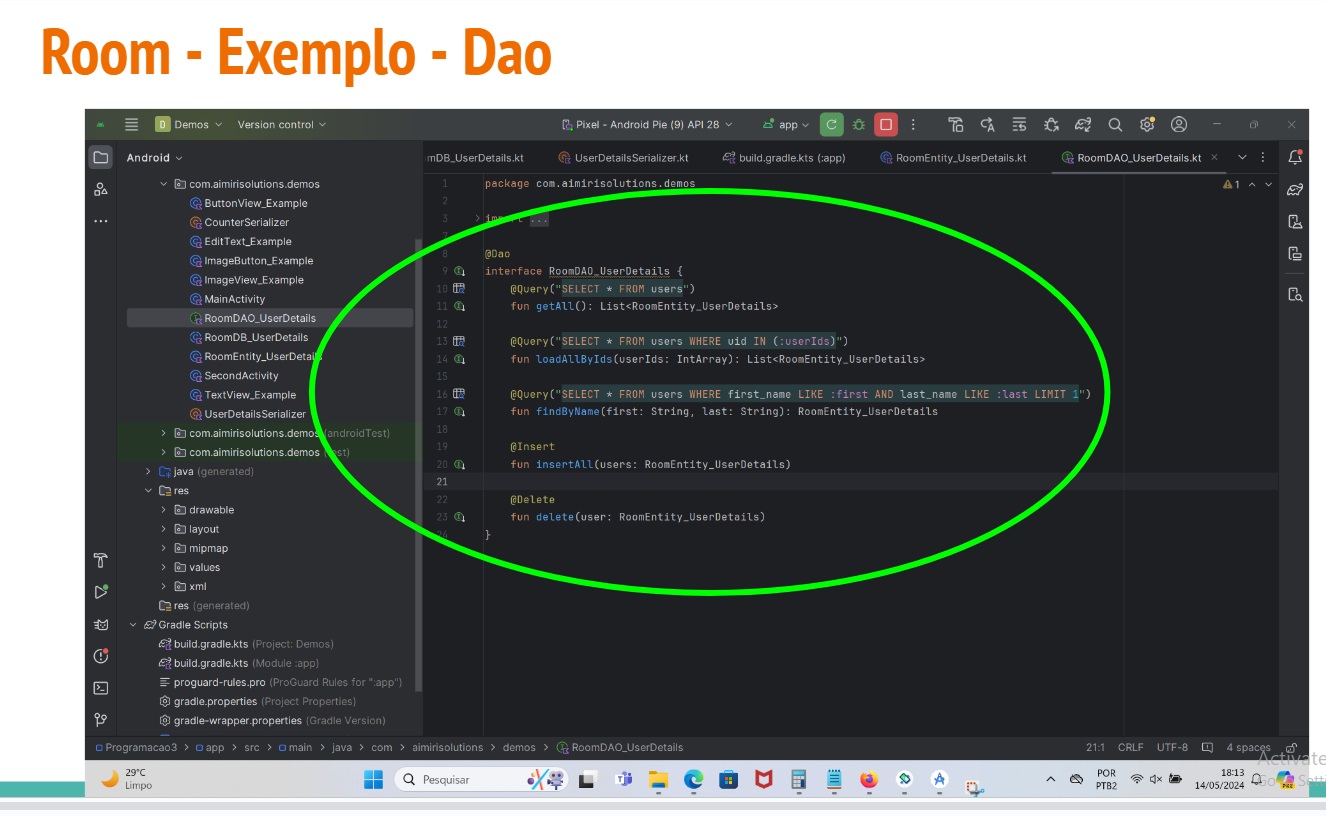 Room - Exemplo - Dao
D Demos Version control Pixel - Android Pie (9) API 28 app
Android
mDB_UserDetails.kt UserDetailsSerializer.kt build.gradle.kts (:app) RoomEntity_UserDetails.kt RoomDAO_UserDetails.kt
com.aimirisolutions.demos
ButtonView_Example
CounterSerializer
EditText_Example
ImageButton_Example
ImageView_Example
MainActivity
RoomDAO_UserDetails
RoomDB_UserDetails
RoomEntity_UserDetails
SecondActivity
TextView_Example
UserDetailsSerializer
com.aimirisolutions.demos (androidTest)
com.aimirisolutions.demos (test)
java (generated)
res
drawable
layout
mipmap
values
xml
res (generated)
Gradle Scripts
build.gradle.kts (Project: Demos)
build.gradle.kts (Module :app)
proguard-rules.pro (ProGuard Rules for ":app")
gradle.properties (Project Properties)
gradle-wrapper.properties (Gradle Version)
1 package com.aimirisolutions.demos
1
2
3 import ...
7
8 @Dao
9 interface RoomDAO_UserDetails {
10 @Query("SELECT * FROM users")
11 fun getAll(): List<RoomEntity_UserDetails>
12
13 @Query("SELECT * FROM users WHERE uid IN (:userIds)")
14 fun loadAllByIds(userIds: IntArray): List<RoomEntity_UserDetails>
15
16 @Query("SELECT * FROM users WHERE first_name LIKE :first AND last_name LIKE :last LIMIT 1")
17 fun findByName(first: String, last: String): RoomEntity_UserDetails
18
19 @Insert
20 fun insertAll(users: RoomEntity_UserDetails)
21
22 @Delete
23 fun delete(user: RoomEntity_UserDetails)
24 }
Programacao3 > app > src > main > java > com > aimirisolutions > demos > RoomDAO_UserDetails
21:1 CRLF UTF-8 4 spaces
Activate
Go Setti
29°C
Limpo
Pesquisar
POR
PTB2
18:13
14/05/2024
PRE